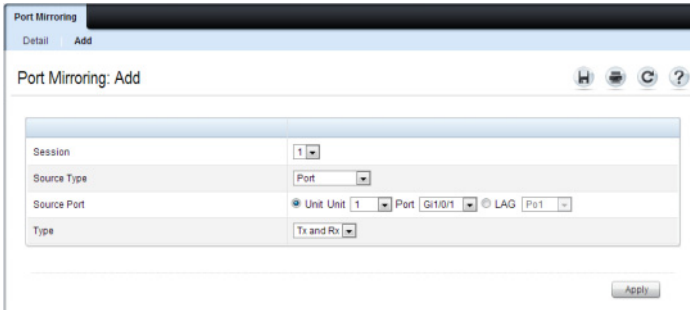 Port Mirroring
Detail Add
Port Mirroring: Add
Session 1
Source Type Port
Source Port Unit Unit 1 Port Gi1/0/1 LAG Po1
Type Tx and Rx
Apply